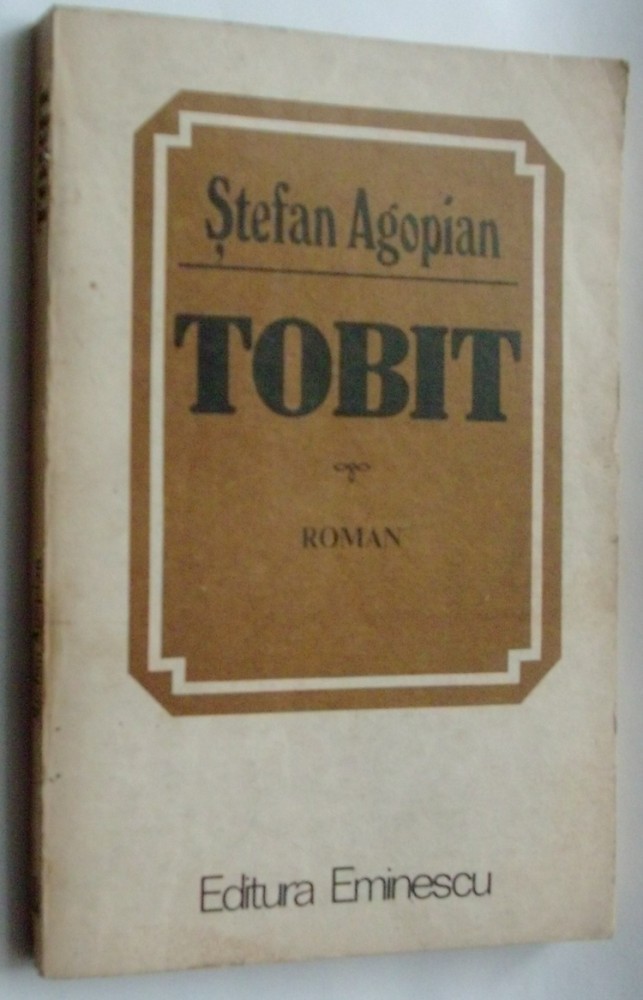 Ștefan Agopian
TOBIT
ROMAN
Editura Eminescu